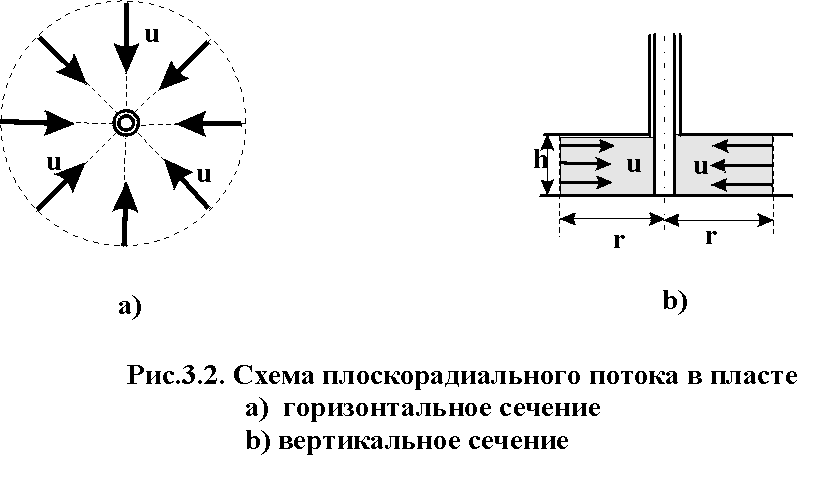 u
u
u
a)
h
u
u
r
r
b)
Рис.3.2. Схема плоскорадиального потока в пласте
a) горизонтальное сечение
b) вертикальное сечение